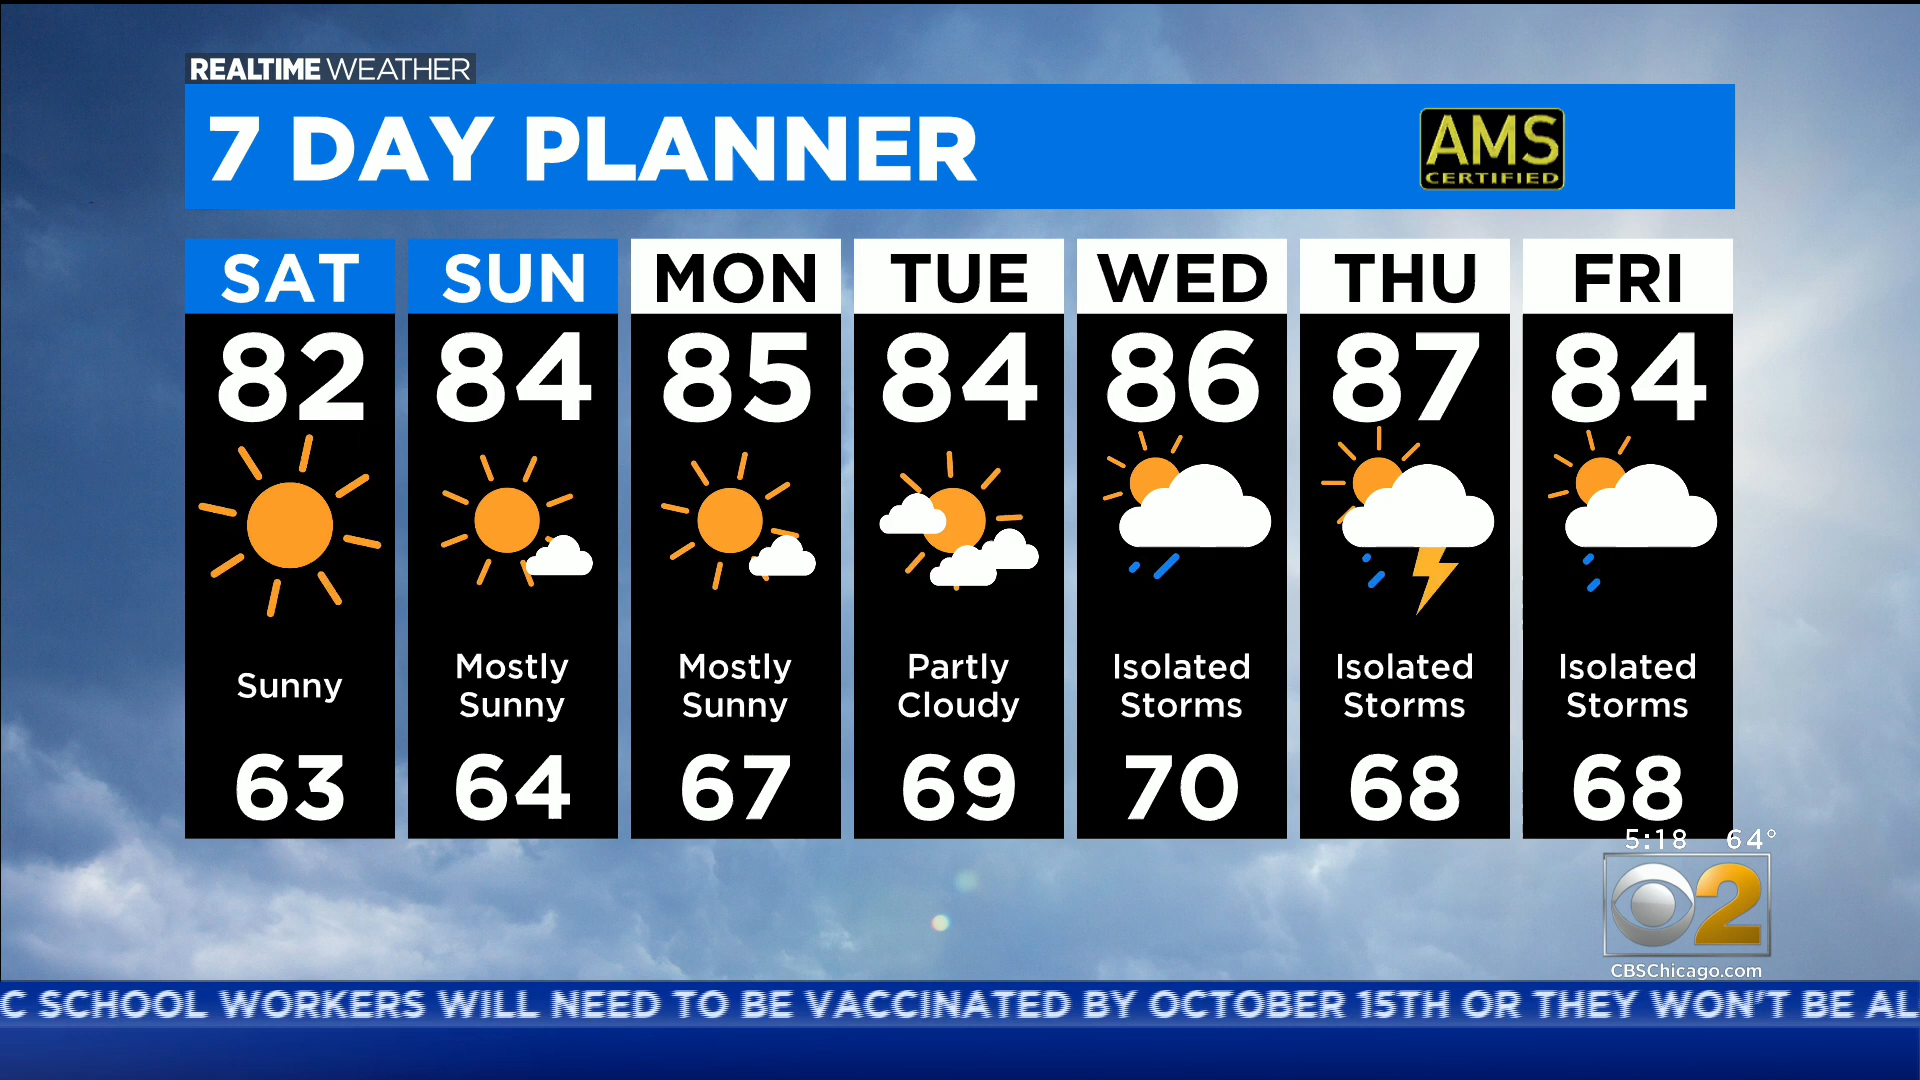 REALTIME WEATHER
7 DAY PLANNER
AMS
CERTIFIED
SAT SUN MON TUE WED THU FRI
82 84 85 84 86 87 84
Sunny
Mostly
Sunny
Mostly
Sunny
Partly
Cloudy
Isolated
Storms
Isolated
Storms
Isolated
Storms
63 64 67 69 70 68 68
5:18 64°
2
CBSChicago.com
C SCHOOL WORKERS WILL NEED TO BE VACCINATED BY OCTOBER 15TH OR THEY WON'T BE AL